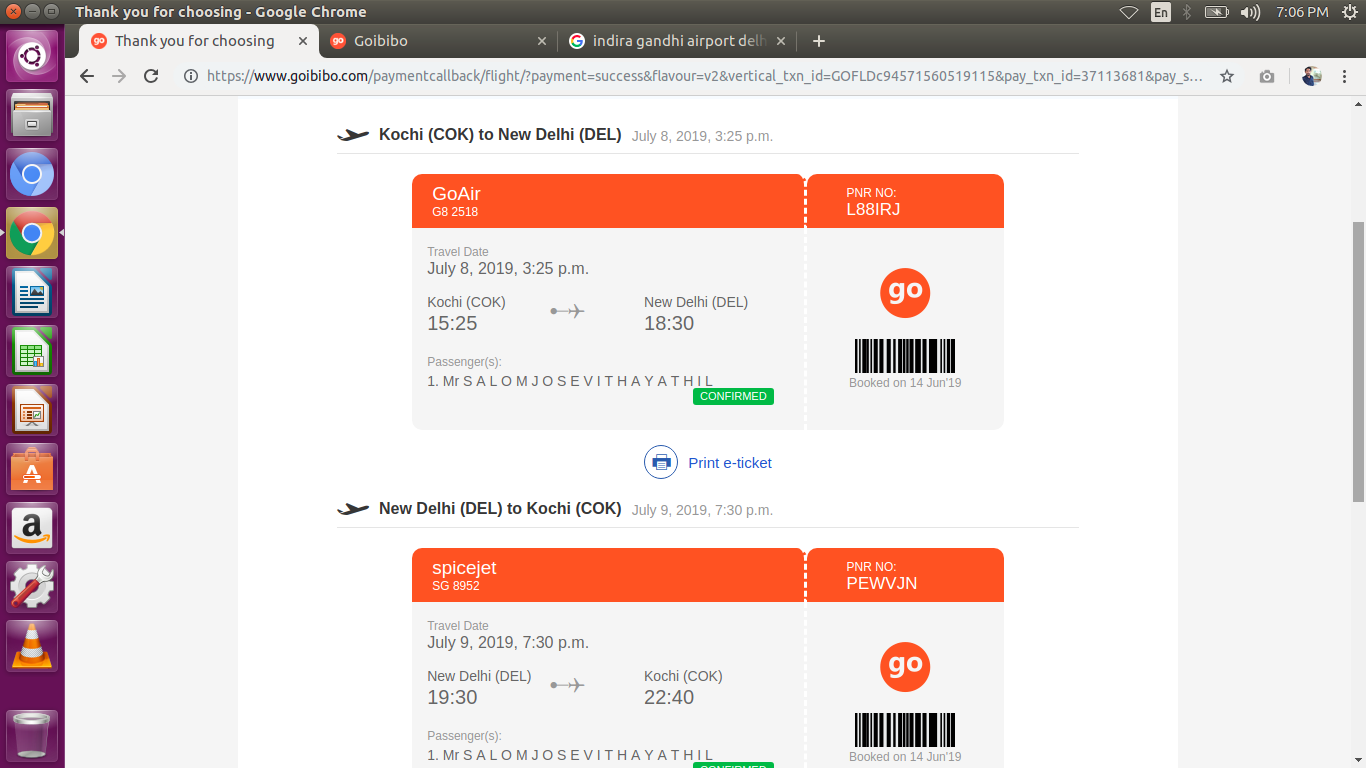 Thank you for choosing - Google Chrome
En
7:06 PM
Thank you for choosing
Goibibo
indira gandhi airport delh
https://www.goibibo.com/paymentcallback/flight/?payment=success&flavour=v2&vertical_txn_id=GOFLDc94571560519115&pay_txn_id=37113681&pay_s...
Kochi (COK) to New Delhi (DEL) July 8, 2019, 3:25 p.m.
GoAir
G8 2518
PNR NO:
L88IRJ
Travel Date
July 8, 2019, 3:25 p.m.
Kochi (COK)
15:25
New Delhi (DEL)
18:30
Passenger(s):
1. Mr S A L O M J O S E V I T H A Y A T H I L
CONFIRMED
go
Booked on 14 Jun'19
Print e-ticket
New Delhi (DEL) to Kochi (COK) July 9, 2019, 7:30 p.m.
spicejet
SG 8952
PNR NO:
PEWVJN
Travel Date
July 9, 2019, 7:30 p.m.
New Delhi (DEL)
19:30
Kochi (COK)
22:40
Passenger(s):
1. Mr S A L O M J O S E V I T H A Y A T H I L
CONFIRMED
go
Booked on 14 Jun'19